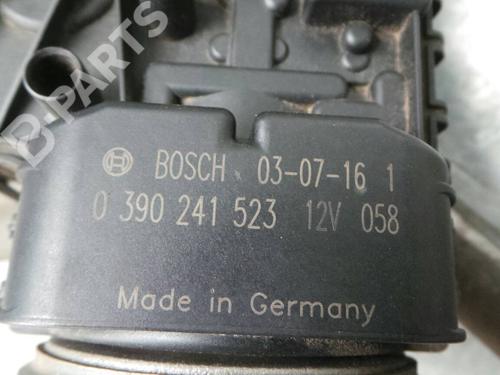 B-PARTS
BOSCH 03-07-16 1
0 390 241 523 12V 058
Made in Germany